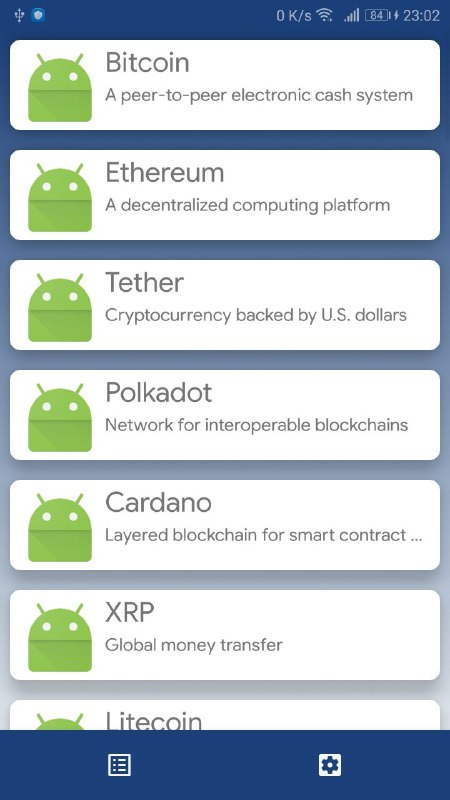 0 K/s 84 23:02
Bitcoin
A peer-to-peer electronic cash system
Ethereum
A decentralized computing platform
Tether
Cryptocurrency backed by U.S. dollars
Polkadot
Network for interoperable blockchains
Cardano
Layered blockchain for smart contract ...
XRP
Global money transfer
Litecoin